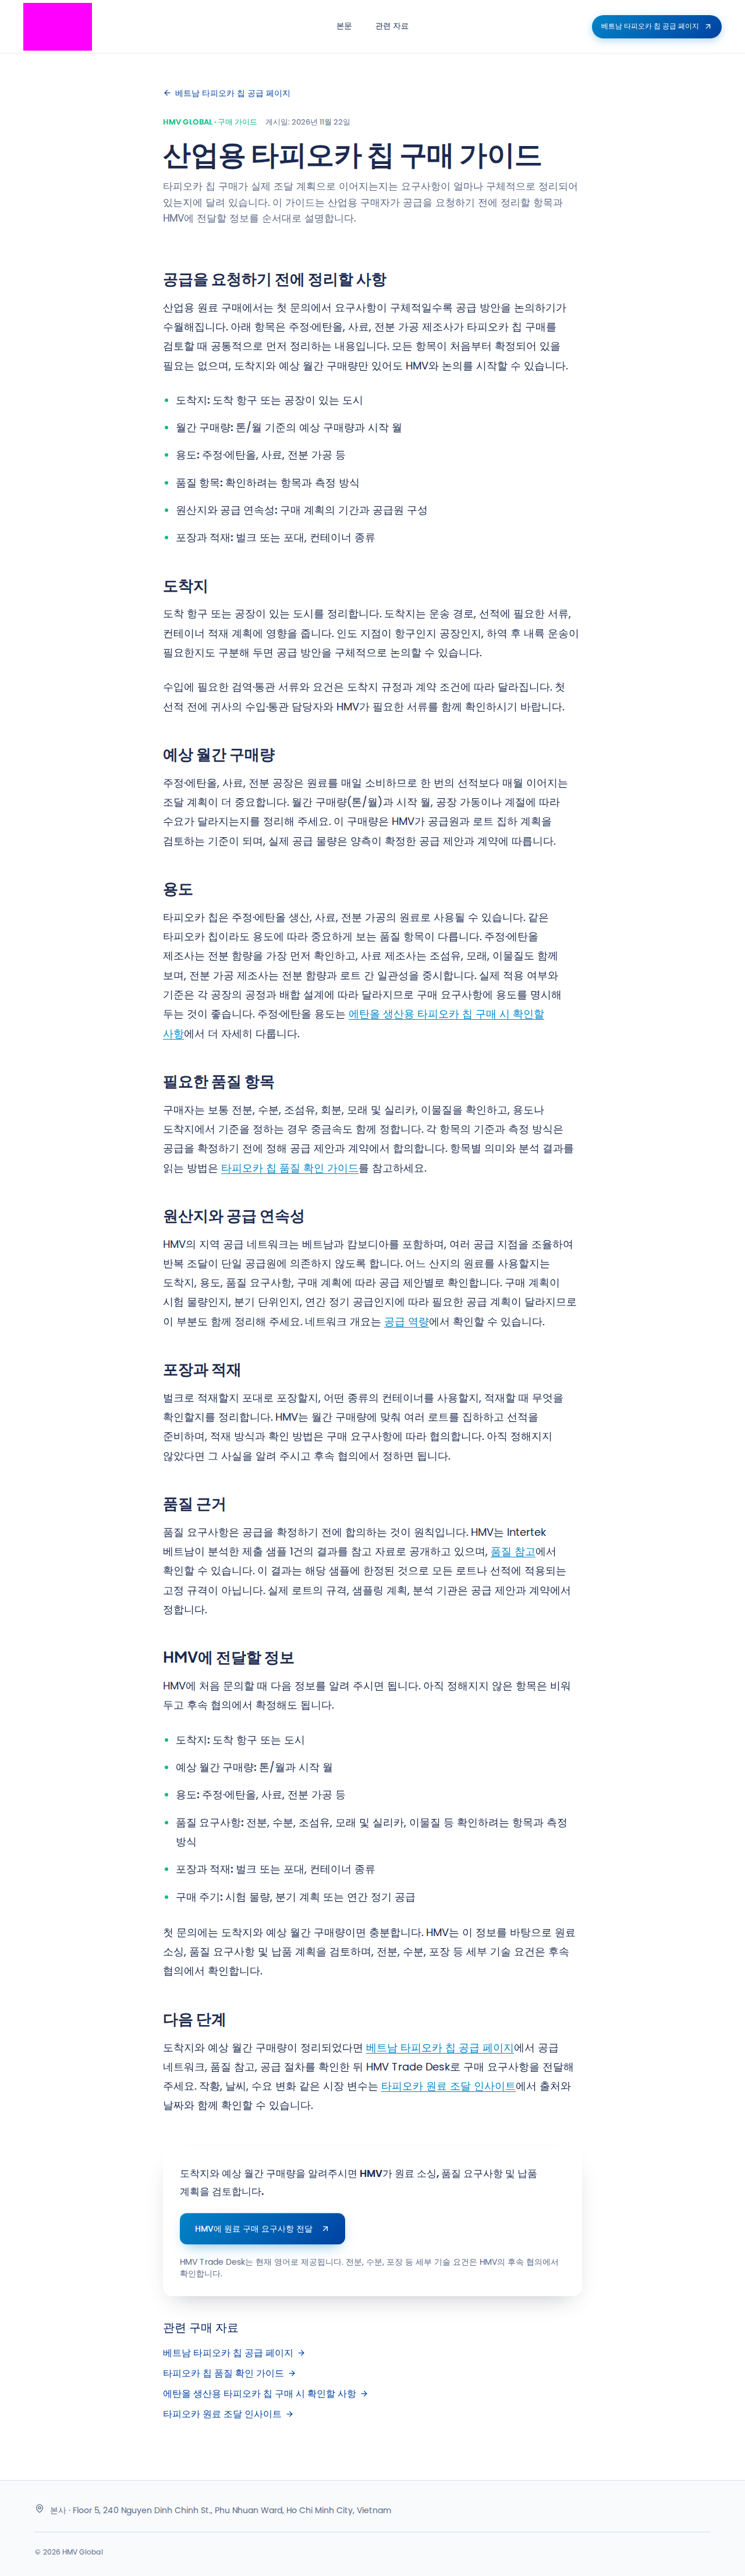 본문
관련 자료
베트남 타피오카 칩 공급 페이지
베트남 타피오카 칩 공급 페이지
HMV GLOBAL · 구매 가이드 게시일: 2026년 11월 22일
산업용 타피오카 칩 구매 가이드
타피오카 칩 구매가 실제 조달 계획으로 이어지는지는 요구사항이 얼마나 구체적으로 정리되어
있는지에 달려 있습니다. 이 가이드는 산업용 구매자가 공급을 요청하기 전에 정리할 항목과
HMV에 전달할 정보를 순서대로 설명합니다.
공급을 요청하기 전에 정리할 사항
산업용 원료 구매에서는 첫 문의에서 요구사항이 구체적일수록 공급 방안을 논의하기가
수월해집니다. 아래 항목은 주정·에탄올, 사료, 전분 가공 제조사가 타피오카 칩 구매를
검토할 때 공통적으로 먼저 정리하는 내용입니다. 모든 항목이 처음부터 확정되어 있을
필요는 없으며, 도착지와 예상 월간 구매량만 있어도 HMV와 논의를 시작할 수 있습니다.
도착지: 도착 항구 또는 공장이 있는 도시
월간 구매량: 톤/월 기준의 예상 구매량과 시작 월
용도: 주정·에탄올, 사료, 전분 가공 등
품질 항목: 확인하려는 항목과 측정 방식
원산지와 공급 연속성: 구매 계획의 기간과 공급원 구성
포장과 적재: 벌크 또는 포대, 컨테이너 종류
도착지
도착 항구 또는 공장이 있는 도시를 정리합니다. 도착지는 운송 경로, 선적에 필요한 서류,
컨테이너 적재 계획에 영향을 줍니다. 인도 지점이 항구인지 공장인지, 하역 후 내륙 운송이
필요한지도 구분해 두면 공급 방안을 구체적으로 논의할 수 있습니다.
수입에 필요한 검역·통관 서류와 요건은 도착지 규정과 계약 조건에 따라 달라집니다. 첫
선적 전에 귀사의 수입·통관 담당자와 HMV가 필요한 서류를 함께 확인하시기 바랍니다.
예상 월간 구매량
주정·에탄올, 사료, 전분 공장은 원료를 매일 소비하므로 한 번의 선적보다 매월 이어지는
조달 계획이 더 중요합니다. 월간 구매량(톤/월)과 시작 월, 공장 가동이나 계절에 따라
수요가 달라지는지를 정리해 주세요. 이 구매량은 HMV가 공급원과 로트 집하 계획을
검토하는 기준이 되며, 실제 공급 물량은 양측이 확정한 공급 제안과 계약에 따릅니다.
용도
타피오카 칩은 주정·에탄올 생산, 사료, 전분 가공의 원료로 사용될 수 있습니다. 같은
타피오카 칩이라도 용도에 따라 중요하게 보는 품질 항목이 다릅니다. 주정·에탄올
제조사는 전분 함량을 가장 먼저 확인하고, 사료 제조사는 조섬유, 모래, 이물질도 함께
보며, 전분 가공 제조사는 전분 함량과 로트 간 일관성을 중시합니다. 실제 적용 여부와
기준은 각 공장의 공정과 배합 설계에 따라 달라지므로 구매 요구사항에 용도를 명시해
두는 것이 좋습니다. 주정·에탄올 용도는 에탄올 생산용 타피오카 칩 구매 시 확인할
사항에서 더 자세히 다룹니다.
필요한 품질 항목
구매자는 보통 전분, 수분, 조섬유, 회분, 모래 및 실리카, 이물질을 확인하고, 용도나
도착지에서 기준을 정하는 경우 중금속도 함께 정합니다. 각 항목의 기준과 측정 방식은
공급을 확정하기 전에 정해 공급 제안과 계약에서 합의합니다. 항목별 의미와 분석 결과를
읽는 방법은 타피오카 칩 품질 확인 가이드를 참고하세요.
원산지와 공급 연속성
HMV의 지역 공급 네트워크는 베트남과 캄보디아를 포함하며, 여러 공급 지점을 조율하여
반복 조달이 단일 공급원에 의존하지 않도록 합니다. 어느 산지의 원료를 사용할지는
도착지, 용도, 품질 요구사항, 구매 계획에 따라 공급 제안별로 확인합니다. 구매 계획이
시험 물량인지, 분기 단위인지, 연간 정기 공급인지에 따라 필요한 공급 계획이 달라지므로
이 부분도 함께 정리해 주세요. 네트워크 개요는 공급 역량에서 확인할 수 있습니다.
포장과 적재
벌크로 적재할지 포대로 포장할지, 어떤 종류의 컨테이너를 사용할지, 적재할 때 무엇을
확인할지를 정리합니다. HMV는 월간 구매량에 맞춰 여러 로트를 집하하고 선적을
준비하며, 적재 방식과 확인 방법은 구매 요구사항에 따라 협의합니다. 아직 정해지지
않았다면 그 사실을 알려 주시고 후속 협의에서 정하면 됩니다.
품질 근거
품질 요구사항은 공급을 확정하기 전에 합의하는 것이 원칙입니다. HMV는 Intertek
베트남이 분석한 제출 샘플 1건의 결과를 참고 자료로 공개하고 있으며, 품질 참고에서
확인할 수 있습니다. 이 결과는 해당 샘플에 한정된 것으로 모든 로트나 선적에 적용되는
고정 규격이 아닙니다. 실제 로트의 규격, 샘플링 계획, 분석 기관은 공급 제안과 계약에서
정합니다.
HMV에 전달할 정보
HMV에 처음 문의할 때 다음 정보를 알려 주시면 됩니다. 아직 정해지지 않은 항목은 비워
두고 후속 협의에서 확정해도 됩니다.
도착지: 도착 항구 또는 도시
예상 월간 구매량: 톤/월과 시작 월
용도: 주정·에탄올, 사료, 전분 가공 등
품질 요구사항: 전분, 수분, 조섬유, 모래 및 실리카, 이물질 등 확인하려는 항목과 측정
방식
포장과 적재: 벌크 또는 포대, 컨테이너 종류
구매 주기: 시험 물량, 분기 계획 또는 연간 정기 공급
첫 문의에는 도착지와 예상 월간 구매량이면 충분합니다. HMV는 이 정보를 바탕으로 원료
소싱, 품질 요구사항 및 납품 계획을 검토하며, 전분, 수분, 포장 등 세부 기술 요건은 후속
협의에서 확인합니다.
다음 단계
도착지와 예상 월간 구매량이 정리되었다면 베트남 타피오카 칩 공급 페이지에서 공급
네트워크, 품질 참고, 공급 절차를 확인한 뒤 HMV Trade Desk로 구매 요구사항을 전달해
주세요. 작황, 날씨, 수요 변화 같은 시장 변수는 타피오카 원료 조달 인사이트에서 출처와
날짜와 함께 확인할 수 있습니다.
도착지와 예상 월간 구매량을 알려주시면 HMV가 원료 소싱, 품질 요구사항 및 납품
계획을 검토합니다.
HMV에 원료 구매 요구사항 전달
HMV Trade Desk는 현재 영어로 제공됩니다. 전분, 수분, 포장 등 세부 기술 요건은 HMV의 후속 협의에서
확인합니다.
관련 구매 자료
베트남 타피오카 칩 공급 페이지
타피오카 칩 품질 확인 가이드
에탄올 생산용 타피오카 칩 구매 시 확인할 사항
타피오카 원료 조달 인사이트
본사 · Floor 5, 240 Nguyen Dinh Chinh St., Phu Nhuan Ward, Ho Chi Minh City, Vietnam
© 2026 HMV Global